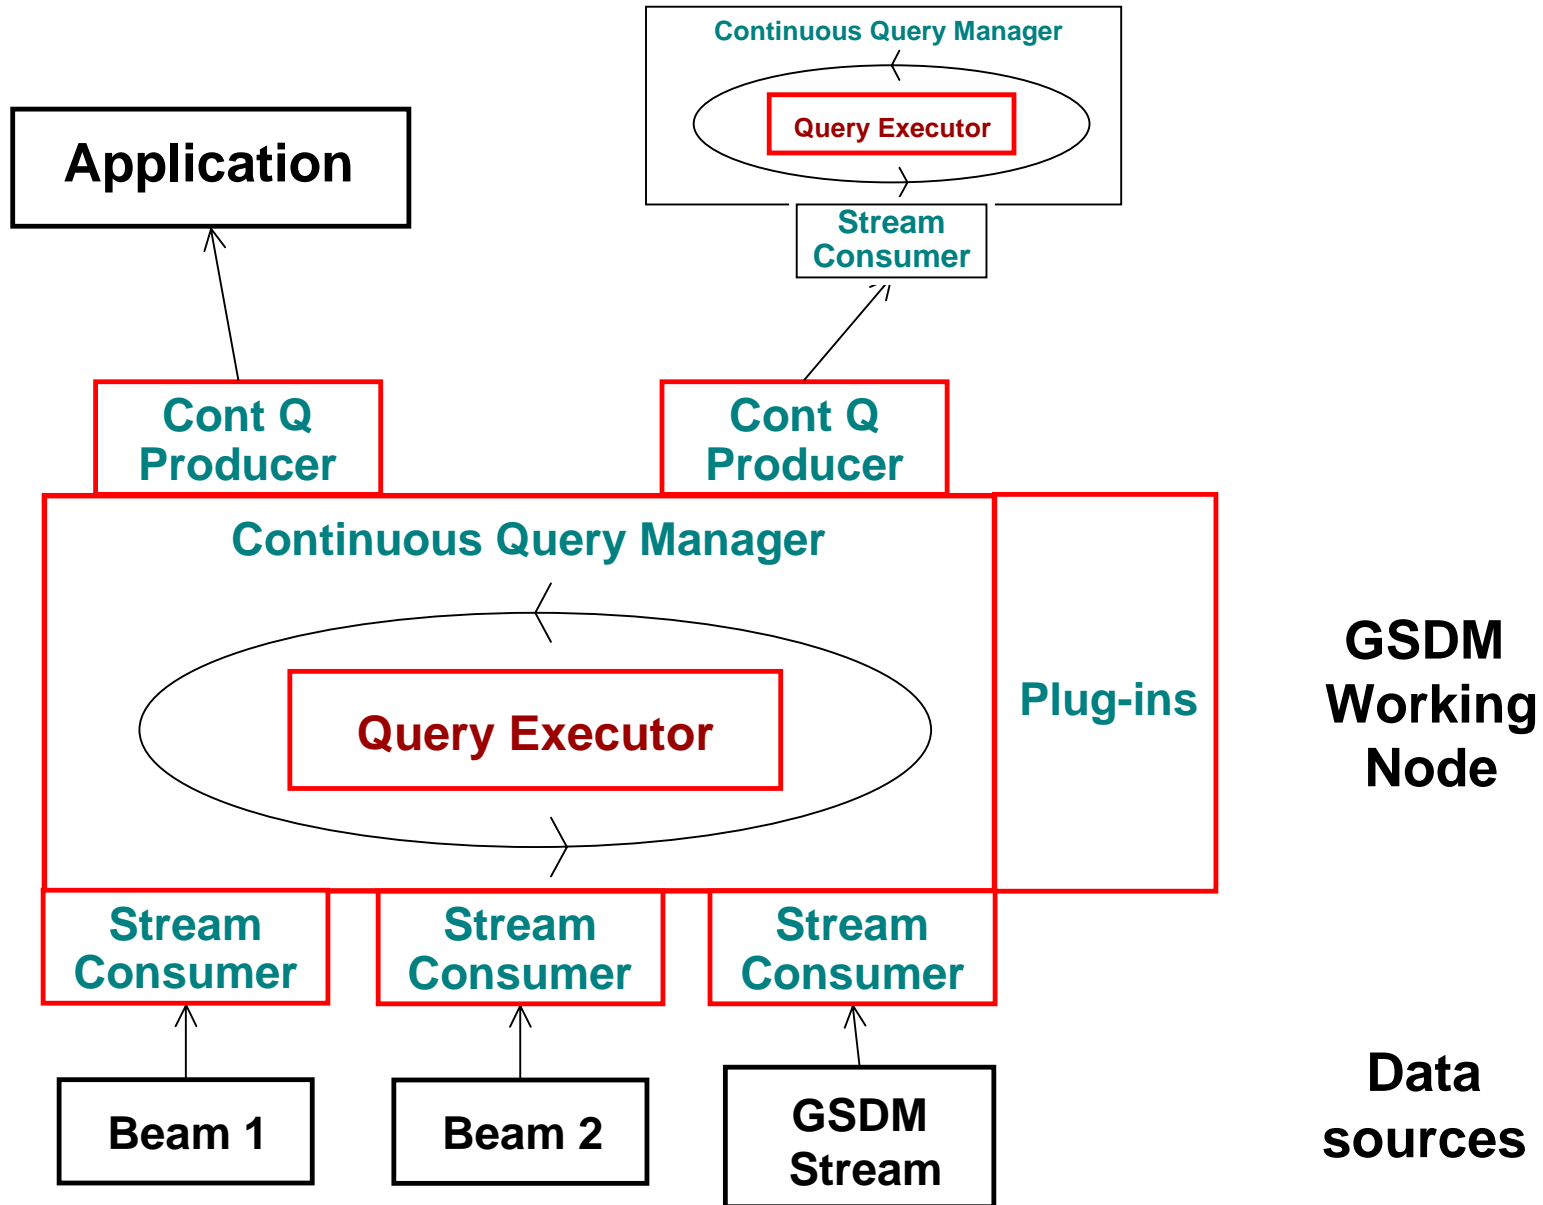 Continuous Query Manager
Query Executor
Stream
Consumer
Application
Cont Q
Producer
Cont Q
Producer
Continuous Query Manager
Query Executor
Plug-ins
GSDM
Working
Node
Stream
Consumer
Stream
Consumer
Stream
Consumer
Beam 1
Beam 2
GSDM
Stream
Data
sources